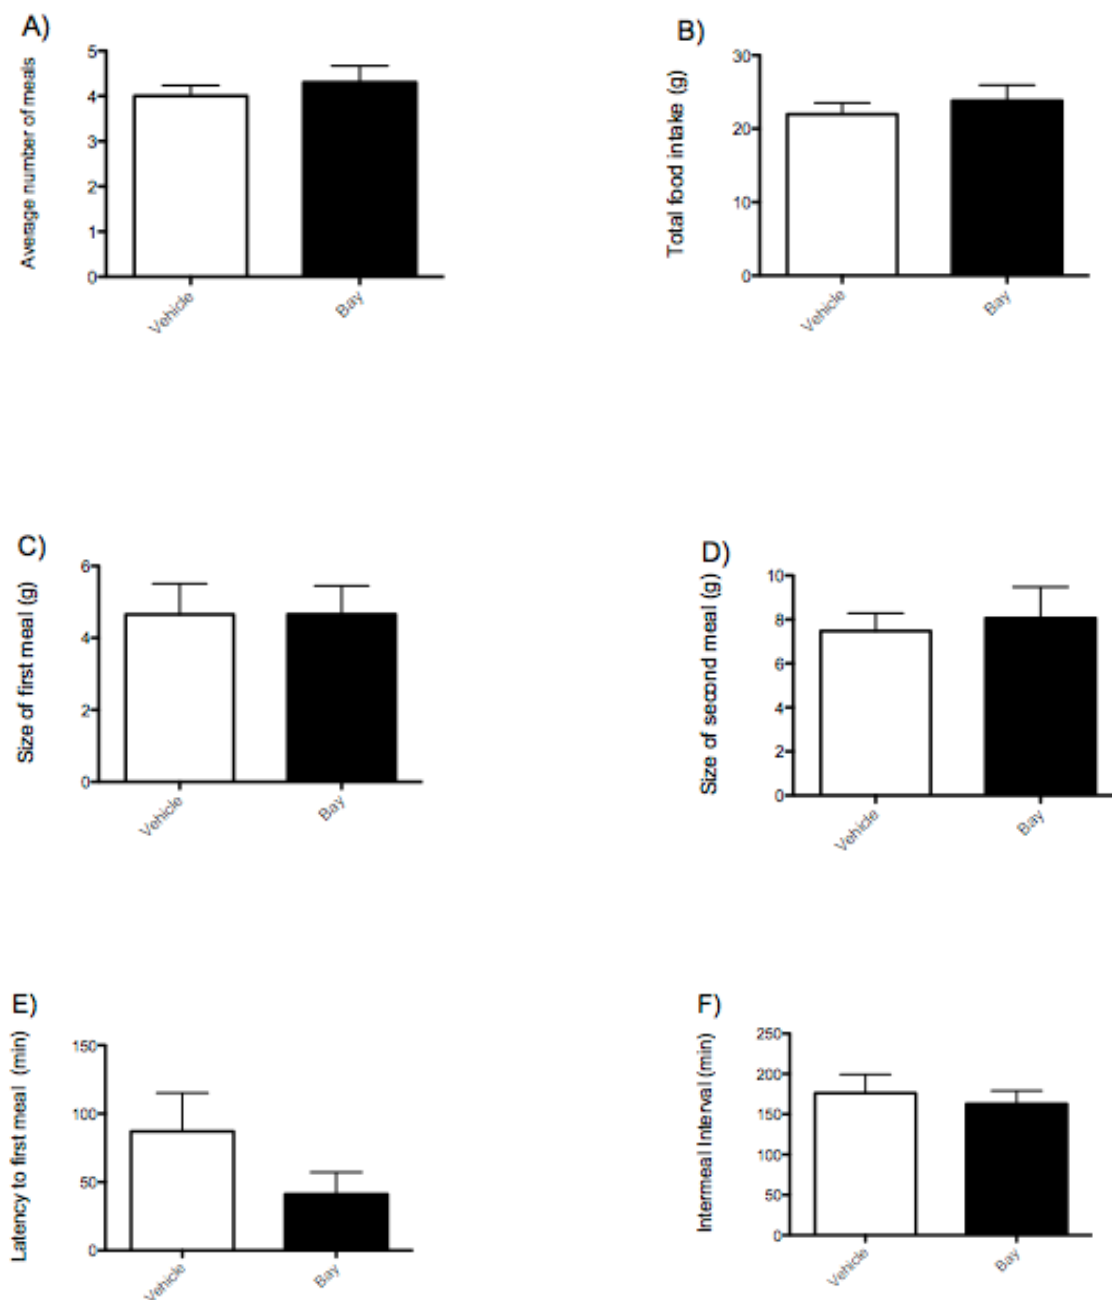 A)
Average number of meals
5
4
3
2
1
0
Vehicle
Bay
B)
Total food intake (g)
30
20
10
0
Vehicle
Bay
C)
Size of first meal (g)
6
4
2
0
Vehicle
Bay
D)
Size of second meal (g)
10
8
6
4
2
0
Vehicle
Bay
E)
Latency to first meal (min)
150
100
50
0
Vehicle
Bay
F)
Intermeal Interval (min)
250
200
150
100
50
0
Vehicle
Bay